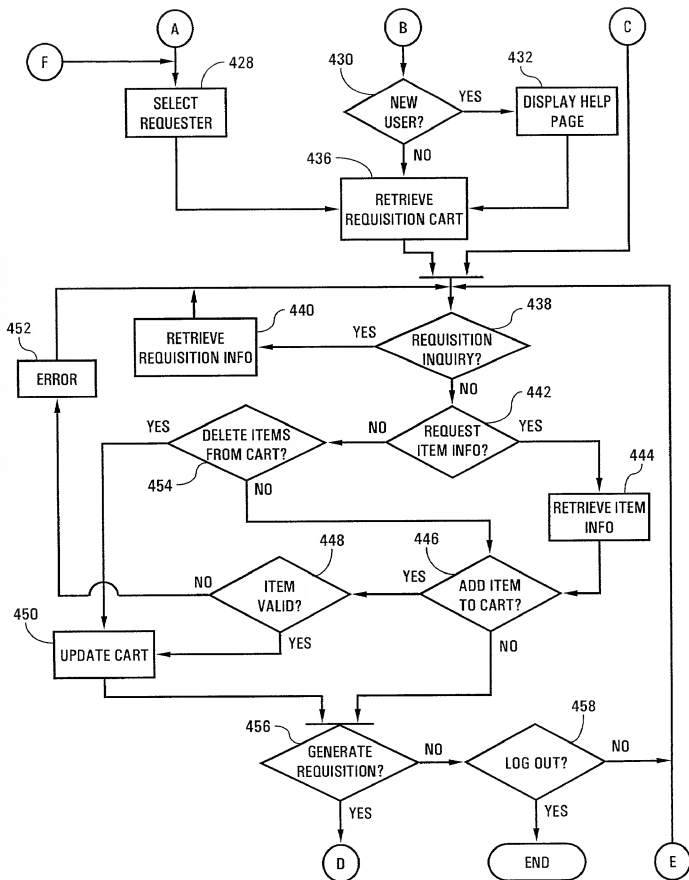 A
B
C
F
428
430
432
SELECT
REQUESTER
NEW
USER?
YES
DISPLAY HELP
PAGE
NO
436
RETRIEVE
REQUISITION CART
452
440
438
RETRIEVE
REQUISITION INFO
YES
REQUISITION
INQUIRY?
ERROR
NO
442
YES
DELETE ITEMS
FROM CART?
NO
REQUEST
ITEM INFO?
YES
444
454
NO
RETRIEVE ITEM
INFO
448
446
NO
ITEM
VALID?
YES
ADD ITEM
TO CART?
450
UPDATE CART
YES
NO
456
458
GENERATE
REQUISITION?
NO
LOG OUT?
NO
YES
YES
D
END
E